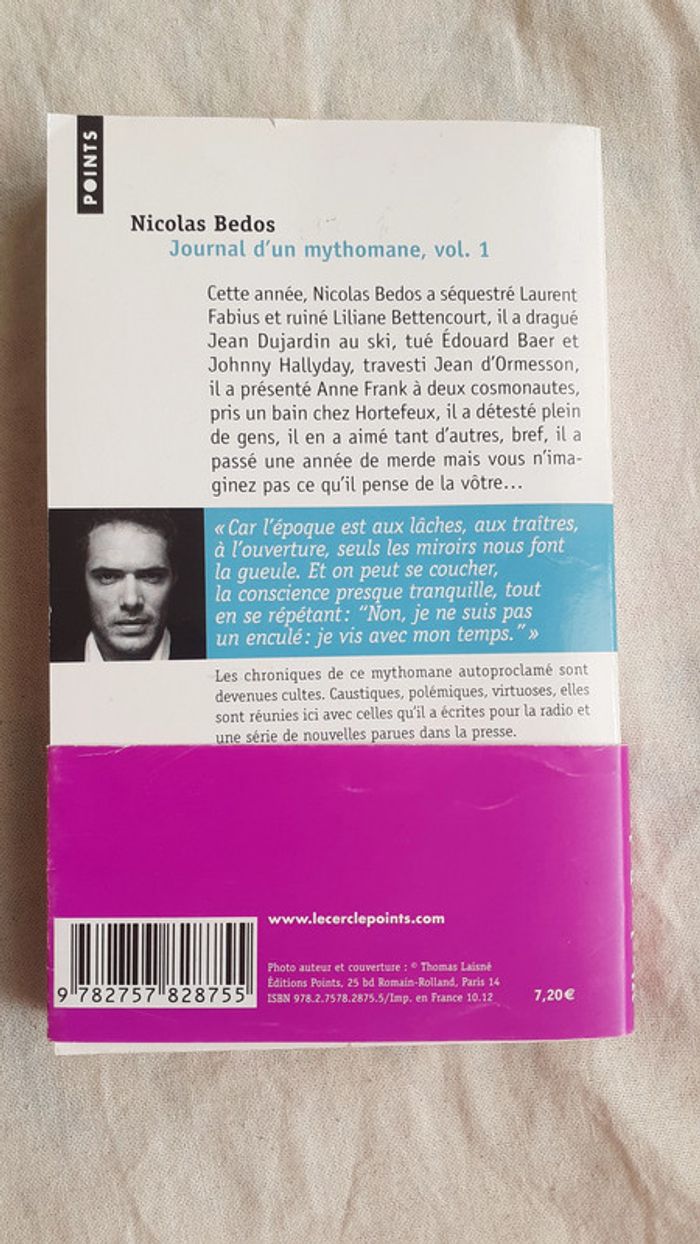 POINTS
Nicolas Bedos
Journal d'un mythomane, vol. 1
Cette année, Nicolas Bedos a séquestré Laurent
Fabius et ruiné Liliane Bettencourt, il a dragué
Jean Dujardin au ski, tué Édouard Baer et
Johnny Hallyday, travesti Jean d'Ormesson,
il a présenté Anne Frank à deux cosmonautes,
pris un bain chez Hortefeux, il a détesté plein
de gens, il en a aimé tant d'autres, bref, il a
passé une année de merde mais vous n'ima-
ginez pas ce qu'il pense de la vôtre...
« Car l'époque est aux lâches, aux traîtres,
à l'ouverture, seuls les miroirs nous font
la gueule. Et on peut se coucher,
la conscience presque tranquille, tout
en se répétant : “Non, je ne suis pas
un enculé : je vis avec mon temps.” »
Les chroniques de ce mythomane autoproclamé sont
devenues cultes. Caustiques, polémiques, virtuoses, elles
sont réunies ici avec celles qu'il a écrites pour la radio et
une série de nouvelles parues dans la presse.
www.lecerclepoints.com
Photo auteur et couverture : © Thomas Laisné
Éditions Points, 25 bd Romain-Rolland, Paris 14
ISBN 978.2.7578.2875.5/Imp. en France 10.12
7,20€
9 782757 828755